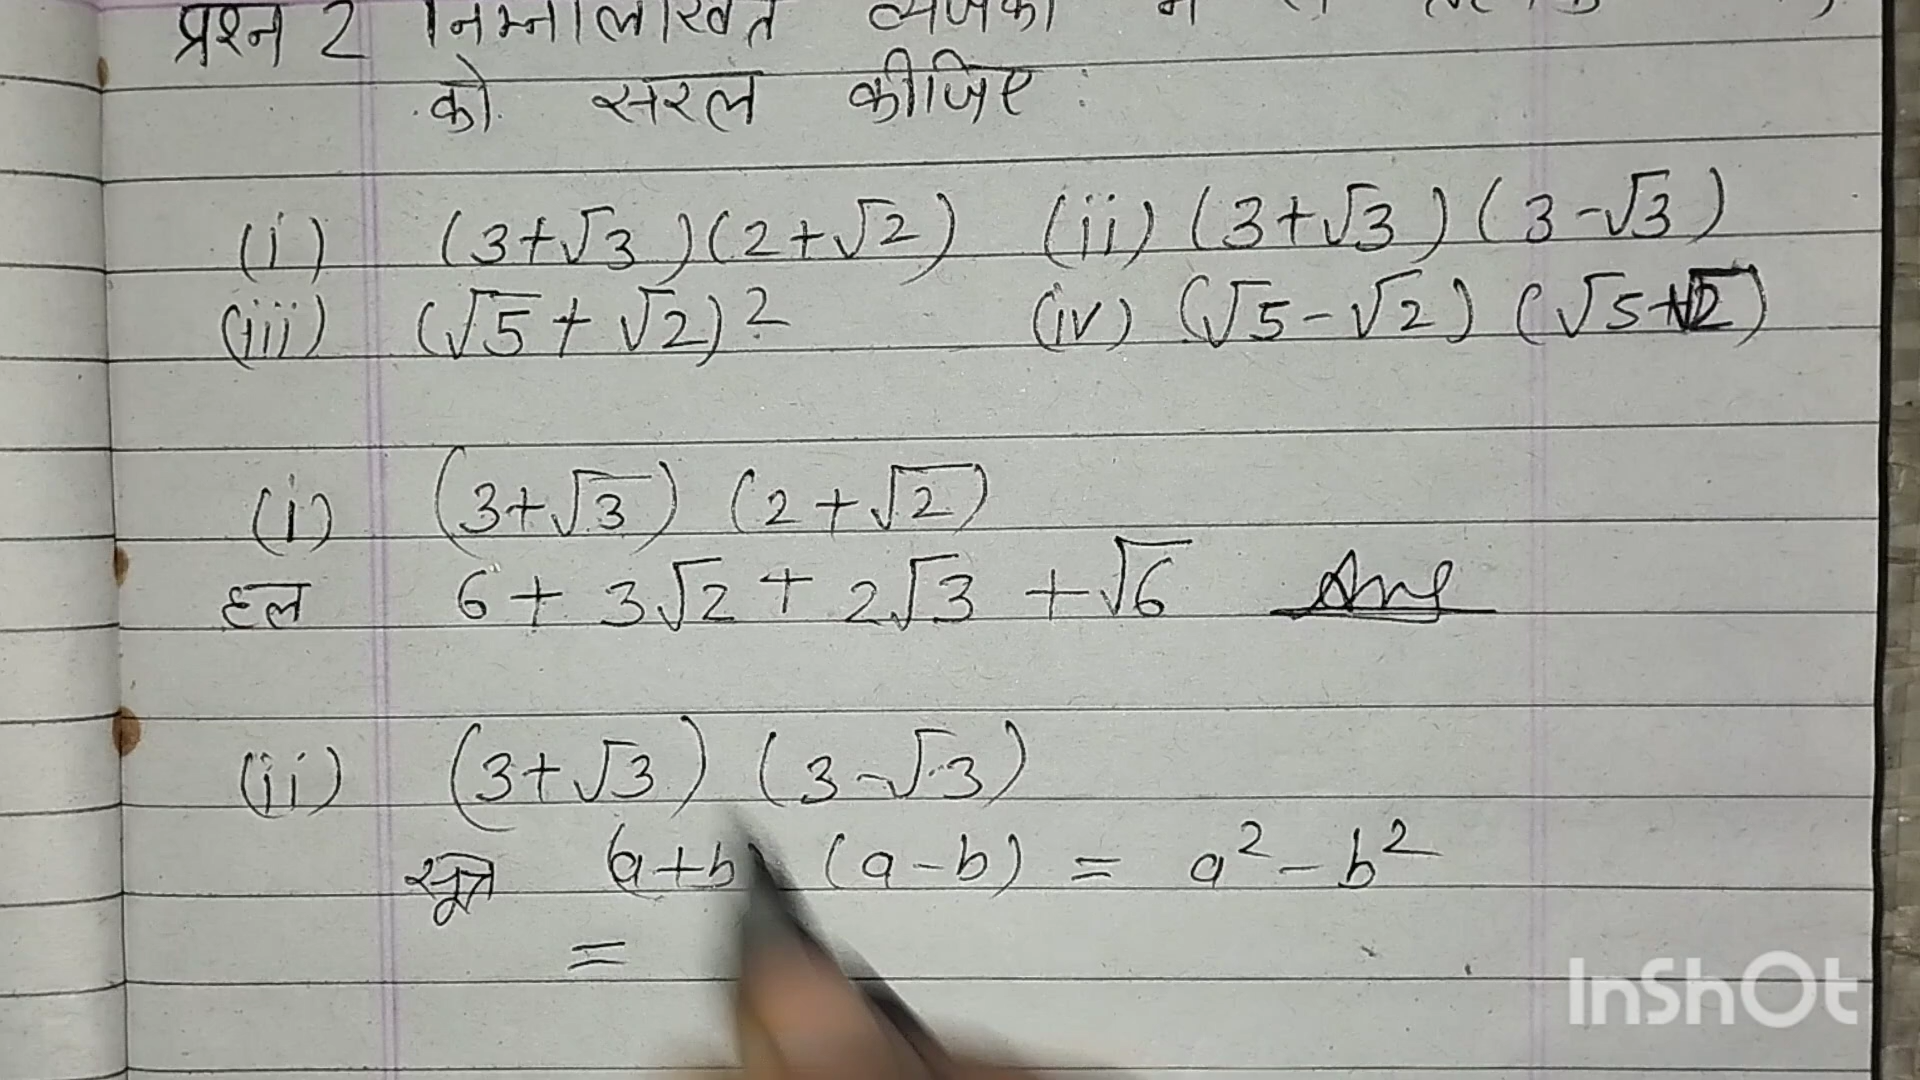 प्रश्न 2 निम्नलिखित व्यंजकों में से
को सरल कीजिए :
(i) (3+√3)(2+√2) (ii) (3+√3)(3-√3)
(iii) (√5+√2)² (iv) (√5-√2)(√5+√2)
(i) (3+√3) (2+√2)
हल 6+3√2+2√3+√6 Ans
(ii) (3+√3) (3-√3)
सूत्र (a+b) (a-b) = a²-b²
=
InShOt